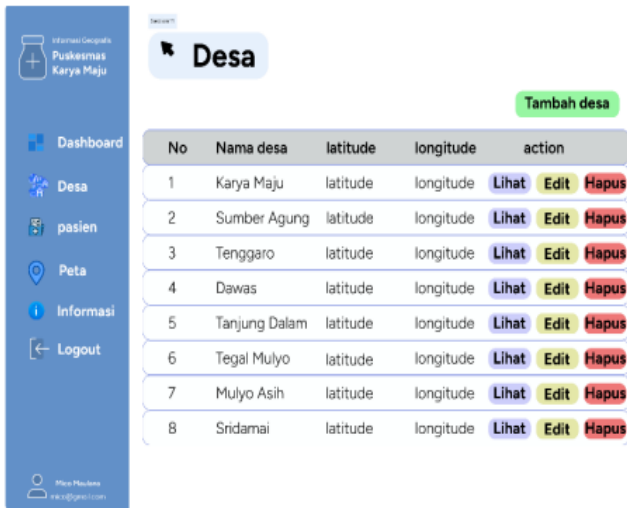 Informasi Geografis
Puskesmas
Karya Maju
Dashboard
Desa
pasien
Peta
Informasi
Logout
Desa
Tambah desa
No Nama desa latitude longitude action
1 Karya Maju latitude longitude Lihat Edit Hapus
2 Sumber Agung latitude longitude Lihat Edit Hapus
3 Tenggaro latitude longitude Lihat Edit Hapus
4 Dawas latitude longitude Lihat Edit Hapus
5 Tanjung Dalam latitude longitude Lihat Edit Hapus
6 Tegal Mulyo latitude longitude Lihat Edit Hapus
7 Mulyo Asih latitude longitude Lihat Edit Hapus
8 Sridamai latitude longitude Lihat Edit Hapus